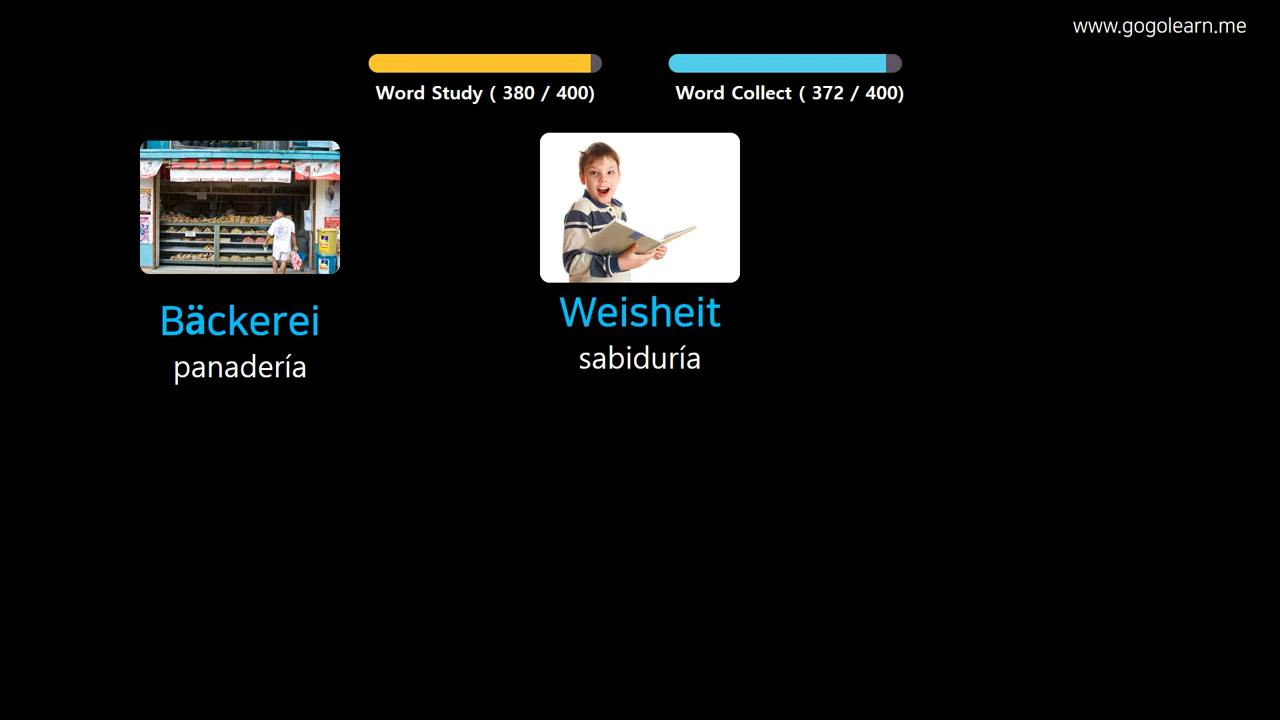 www.gogolearn.me
Word Study ( 380 / 400)
Word Collect ( 372 / 400)
Bäckerei
panadería
Weisheit
sabiduría